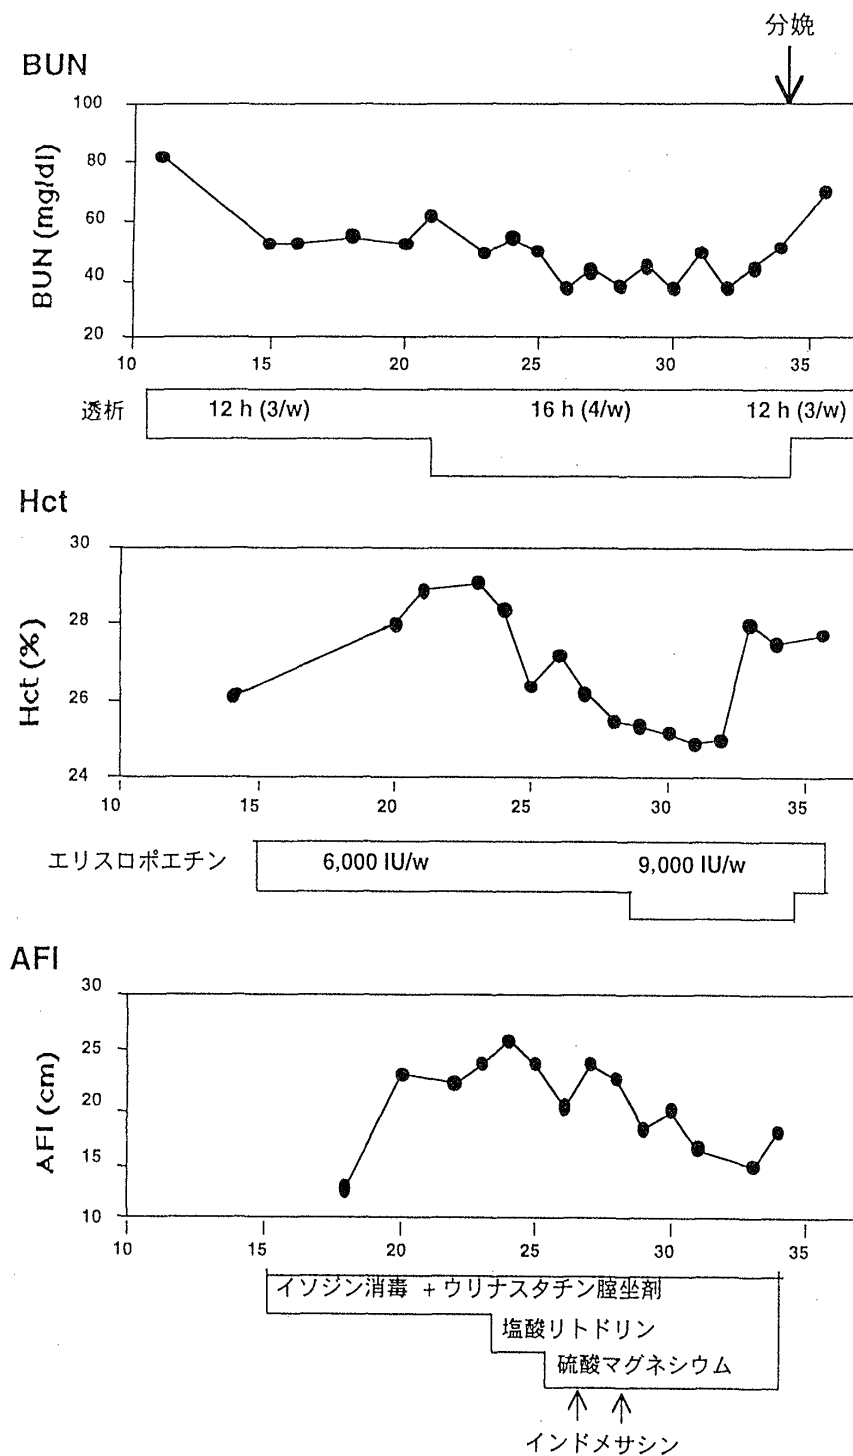 分娩
BUN
BUN (mg/dl)
100
80
60
40
20
10 15 20 25 30 35
透析 12 h (3/w) 16 h (4/w) 12 h (3/w)
Hct
Hct (%)
30
28
26
24
10 15 20 25 30 35
エリスロポエチン 6,000 IU/w 9,000 IU/w
AFI
AFI (cm)
30
25
20
15
10
10 15 20 25 30 35
イソジン消毒 + ウリナスタチン腟坐剤
塩酸リトドリン
硫酸マグネシウム
インドメサシン